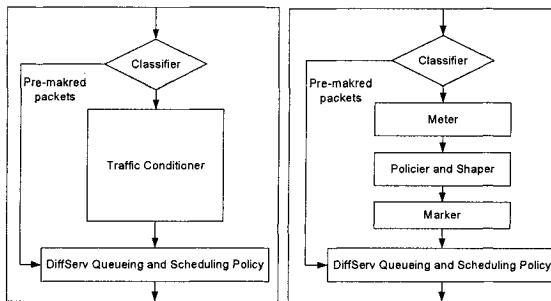 Classifier
Pre-makred
packets
Traffic Conditioner
DiffServ Queueing and Scheduling Policy
Classifier
Pre-makred
packets
Meter
Policier and Shaper
Marker
DiffServ Queueing and Scheduling Policy